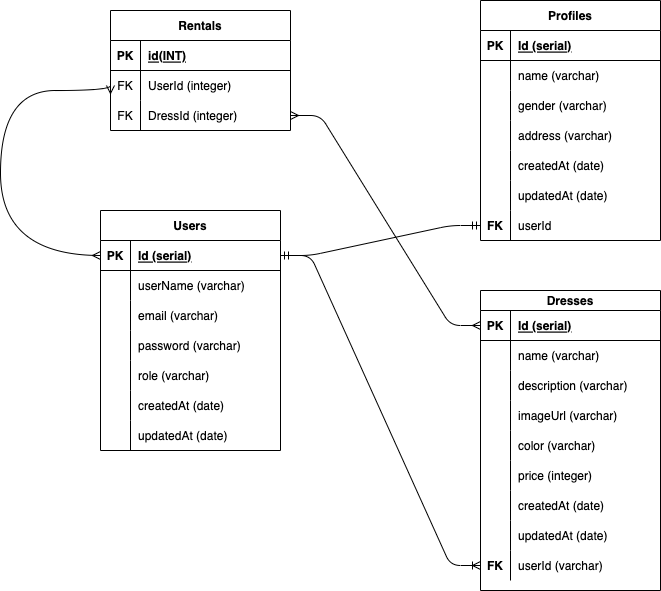 Rentals
PK id(INT)
FK UserId (integer)
FK DressId (integer)
Profiles
PK Id (serial)
name (varchar)
gender (varchar)
address (varchar)
createdAt (date)
updatedAt (date)
FK userId
Users
PK Id (serial)
userName (varchar)
email (varchar)
password (varchar)
role (varchar)
createdAt (date)
updatedAt (date)
Dresses
PK Id (serial)
name (varchar)
description (varchar)
imageUrl (varchar)
color (varchar)
price (integer)
createdAt (date)
updatedAt (date)
FK userId (varchar)